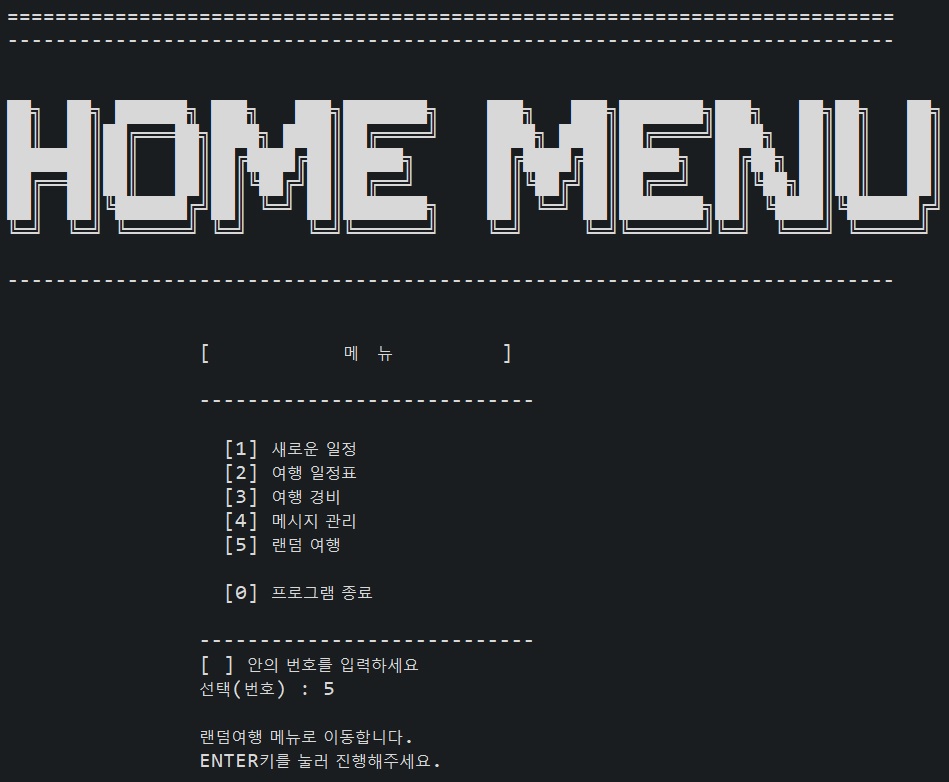 HOME MENU
[ 메 뉴 ]
[1] 새로운 일정
[2] 여행 일정표
[3] 여행 경비
[4] 메시지 관리
[5] 랜덤 여행
[0] 프로그램 종료
[ ] 안의 번호를 입력하세요
선택(번호) : 5
랜덤여행 메뉴로 이동합니다.
ENTER키를 눌러 진행해주세요.